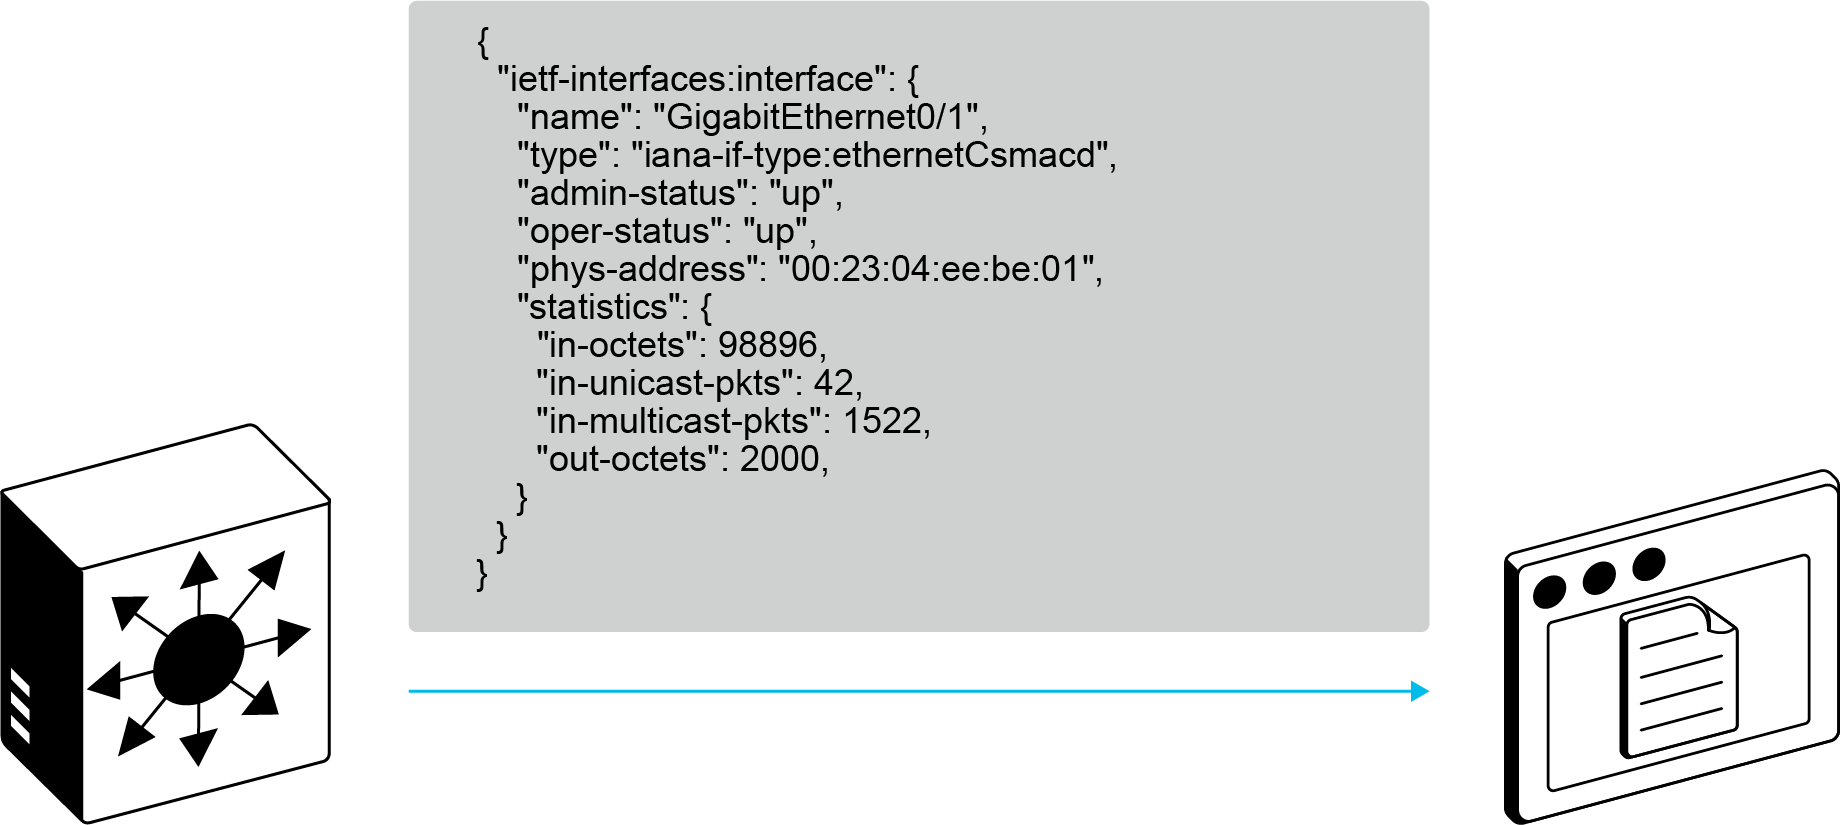 {
"ietf-interfaces:interface": {
"name": "GigabitEthernet0/1",
"type": "iana-if-type:ethernetCsmacd",
"admin-status": "up",
"oper-status": "up",
"phys-address": "00:23:04:ee:be:01",
"statistics": {
"in-octets": 98896,
"in-unicast-pkts": 42,
"in-multicast-pkts": 1522,
"out-octets": 2000,
}
}
}